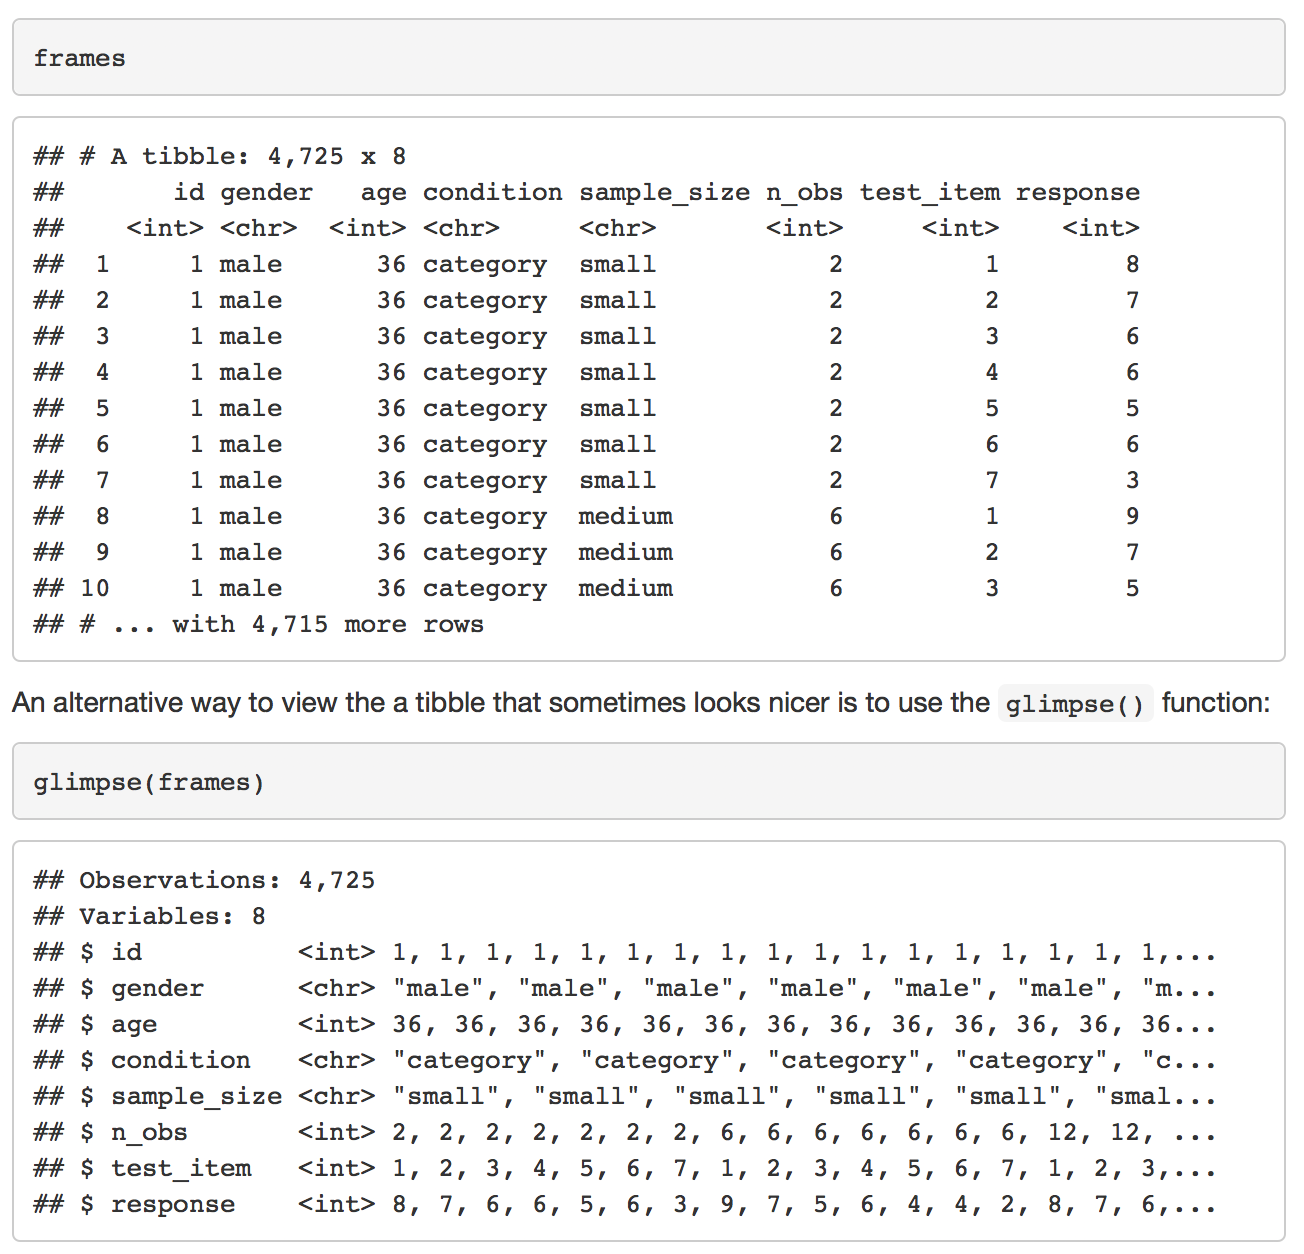 frames
## # A tibble: 4,725 x 8
##       id gender   age condition sample_size n_obs test_item response
##    <int> <chr>  <int> <chr>     <chr>       <int>     <int>    <int>
##  1     1 male      36 category  small           2         1        8
##  2     1 male      36 category  small           2         2        7
##  3     1 male      36 category  small           2         3        6
##  4     1 male      36 category  small           2         4        6
##  5     1 male      36 category  small           2         5        5
##  6     1 male      36 category  small           2         6        6
##  7     1 male      36 category  small           2         7        3
##  8     1 male      36 category  medium          6         1        9
##  9     1 male      36 category  medium          6         2        7
## 10     1 male      36 category  medium          6         3        5
## # ... with 4,715 more rows
An alternative way to view the a tibble that sometimes looks nicer is to use the glimpse() function:
glimpse(frames)
## Observations: 4,725
## Variables: 8
## $ id          <int> 1, 1, 1, 1, 1, 1, 1, 1, 1, 1, 1, 1, 1, 1, 1, 1, 1,...
## $ gender      <chr> "male", "male", "male", "male", "male", "male", "m...
## $ age         <int> 36, 36, 36, 36, 36, 36, 36, 36, 36, 36, 36, 36, 36...
## $ condition   <chr> "category", "category", "category", "category", "c...
## $ sample_size <chr> "small", "small", "small", "small", "small", "smal...
## $ n_obs       <int> 2, 2, 2, 2, 2, 2, 2, 6, 6, 6, 6, 6, 6, 6, 12, 12, ...
## $ test_item   <int> 1, 2, 3, 4, 5, 6, 7, 1, 2, 3, 4, 5, 6, 7, 1, 2, 3,...
## $ response    <int> 8, 7, 6, 6, 5, 6, 3, 9, 7, 5, 6, 4, 4, 2, 8, 7, 6,...